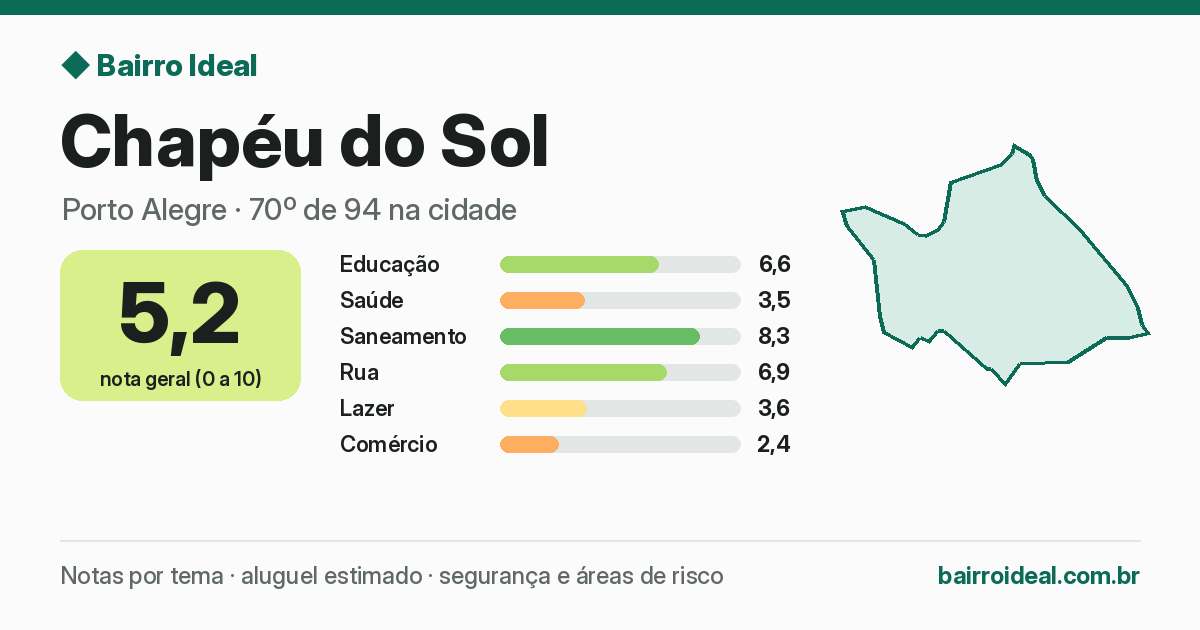 Bairro Ideal
Chapéu do Sol
Porto Alegre · 70º de 94 na cidade
5,2
nota geral (0 a 10)
Educação 6,6
Saúde 3,5
Saneamento 8,3
Rua 6,9
Lazer 3,6
Comércio 2,4
Notas por tema · aluguel estimado · segurança e áreas de risco
bairroideal.com.br